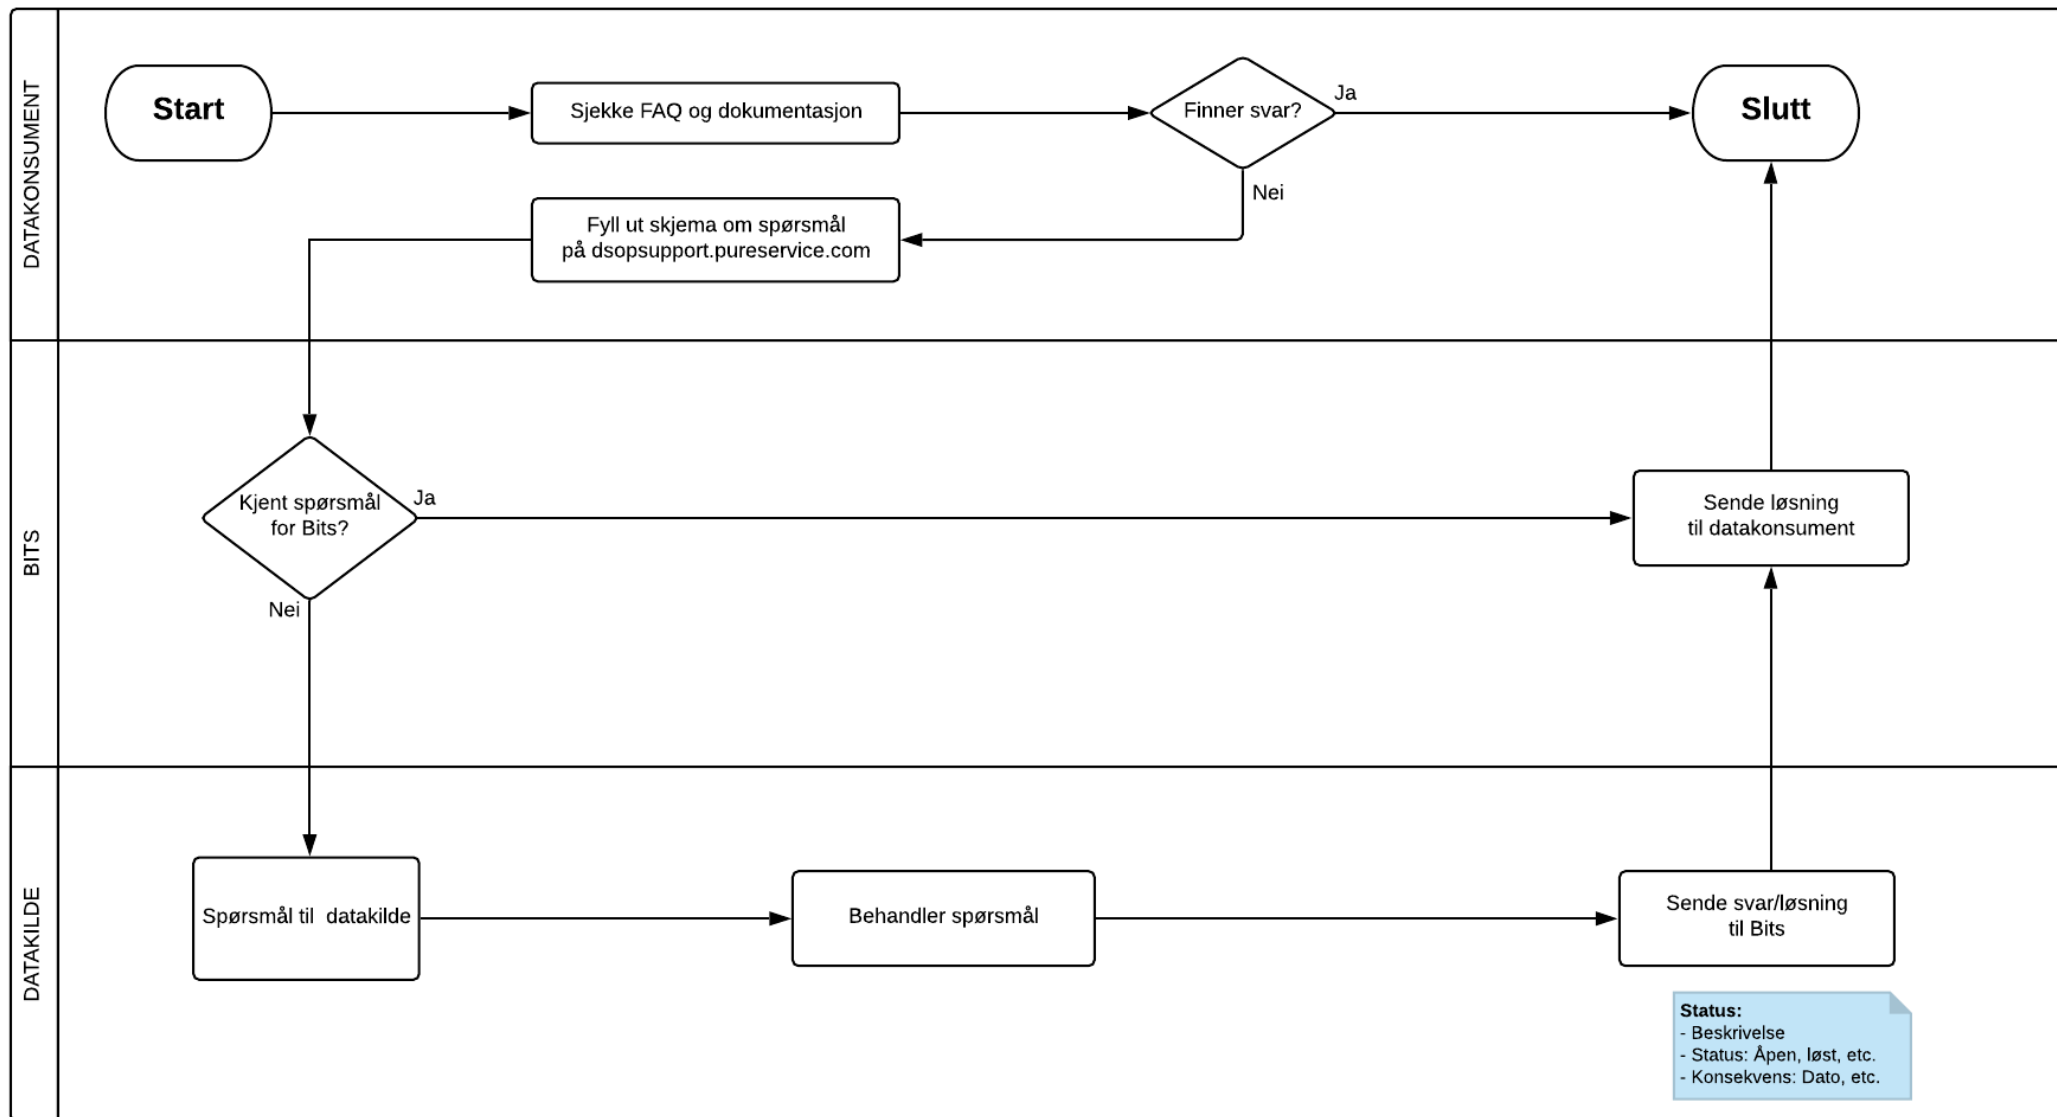 DATAKONSUMENT
Start
Sjekke FAQ og dokumentasjon
Finner svar?
Ja
Slutt
Nei
Fyll ut skjema om spørsmål
på dsopsupport.pureservice.com
BITS
Kjent spørsmål
for Bits?
Ja
Nei
Sende løsning
til datakonsument
DATAKILDE
Spørsmål til  datakilde
Behandler spørsmål
Sende svar/løsning
til Bits
Status:
- Beskrivelse
- Status: Åpen, løst, etc.
- Konsekvens: Dato, etc.